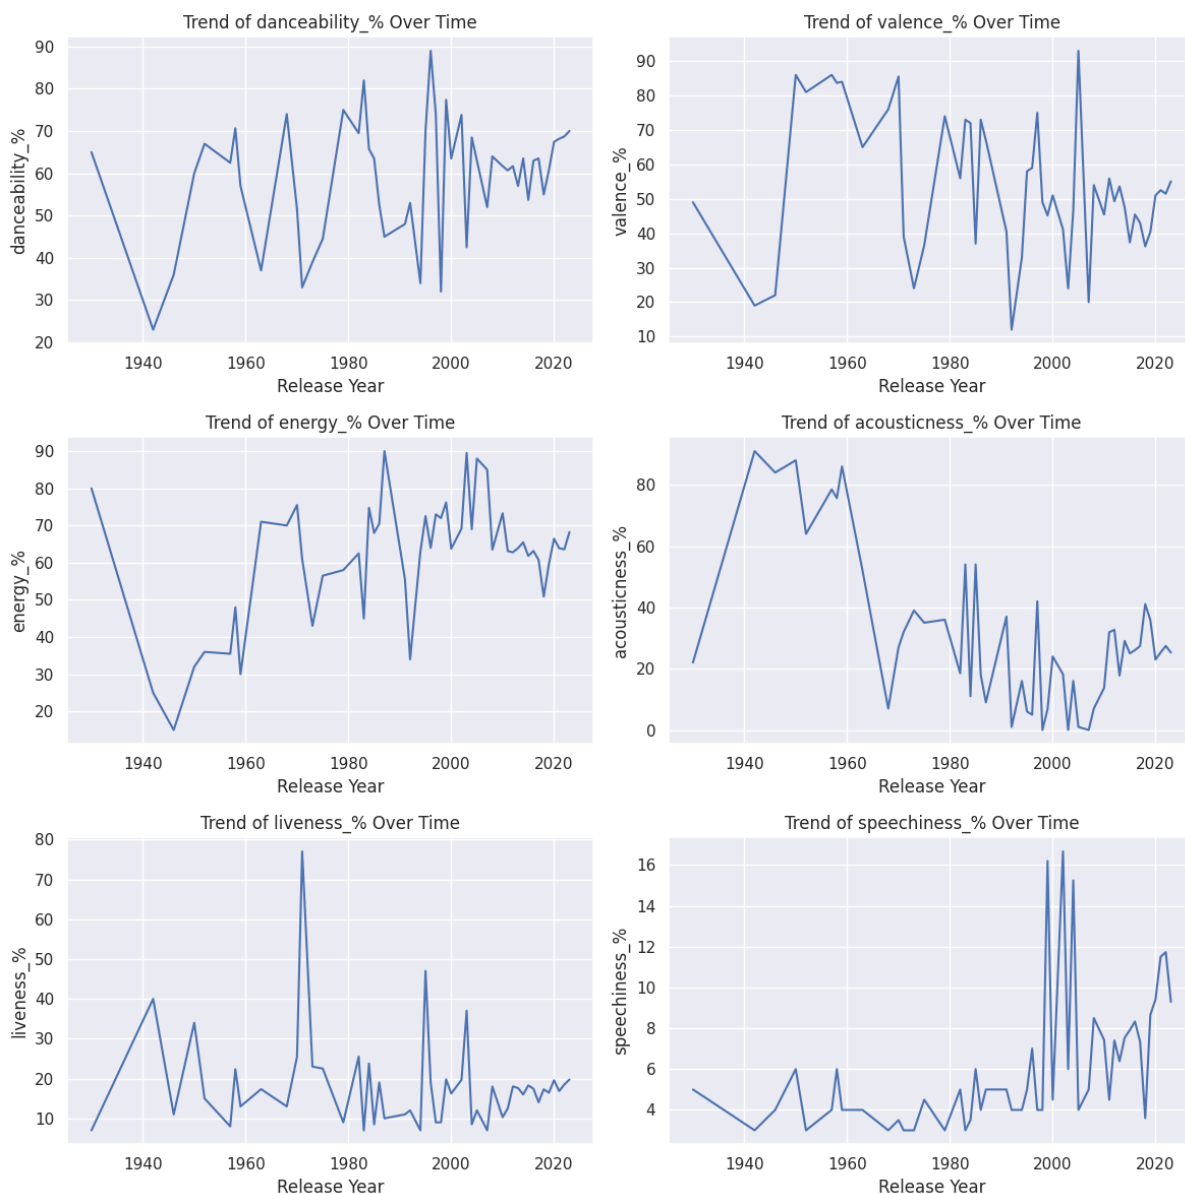 Trend of danceability_% Over Time
danceability_%
90
80
70
60
50
40
30
20
1940 1960 1980 2000 2020
Release Year
Trend of valence_% Over Time
valence_%
90
80
70
60
50
40
30
20
10
1940 1960 1980 2000 2020
Release Year
Trend of energy_% Over Time
energy_%
90
80
70
60
50
40
30
20
1940 1960 1980 2000 2020
Release Year
Trend of acousticness_% Over Time
acousticness_%
80
60
40
20
0
1940 1960 1980 2000 2020
Release Year
Trend of liveness_% Over Time
liveness_%
80
70
60
50
40
30
20
10
1940 1960 1980 2000 2020
Release Year
Trend of speechiness_% Over Time
speechiness_%
16
14
12
10
8
6
4
1940 1960 1980 2000 2020
Release Year